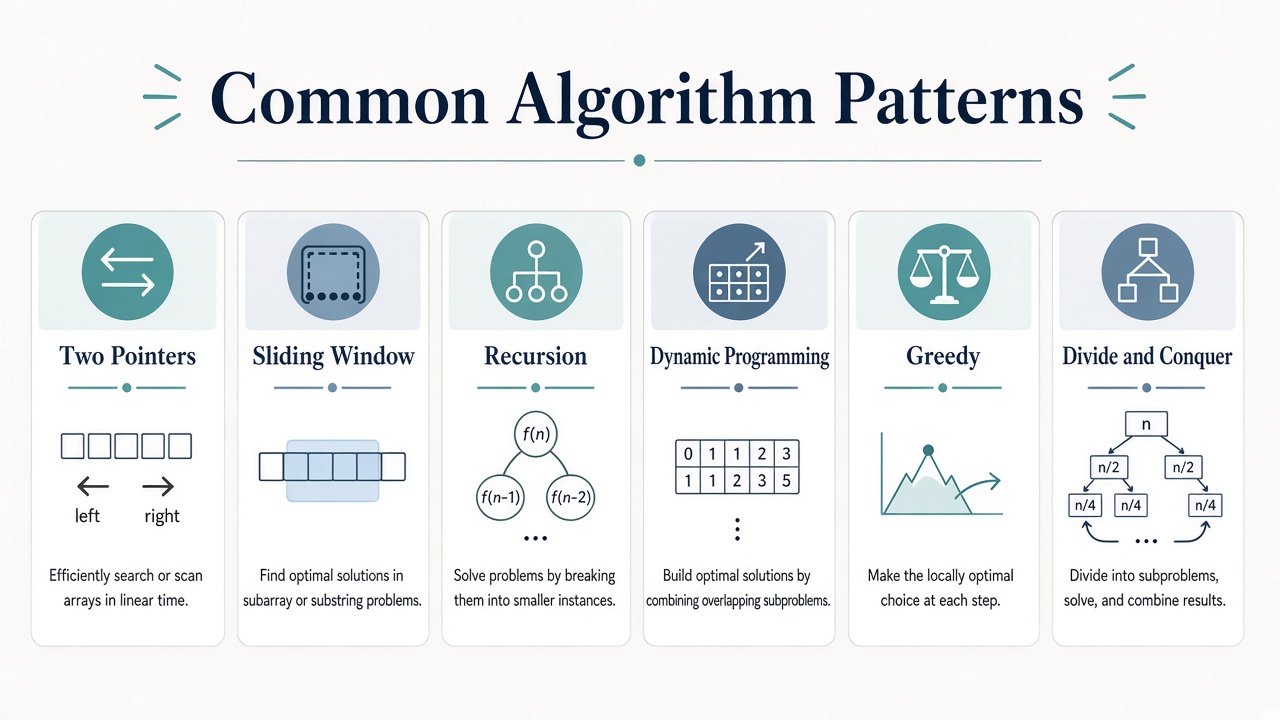 Common Algorithm Patterns
Two Pointers
left right
Efficiently search or scan
arrays in linear time.
Sliding Window
Find optimal solutions in
subarray or substring problems.
Recursion
f(n)
f(n-1) f(n-2)
...
Solve problems by breaking
them into smaller instances.
Dynamic Programming
0 1 1 2 3
1 1 2 3 5
⋮
Build optimal solutions by
combining overlapping subproblems.
Greedy
Make the locally optimal
choice at each step.
Divide and Conquer
n
n/2 n/2
n/4 n/4 n/4
...
Divide into subproblems,
solve, and combine results.